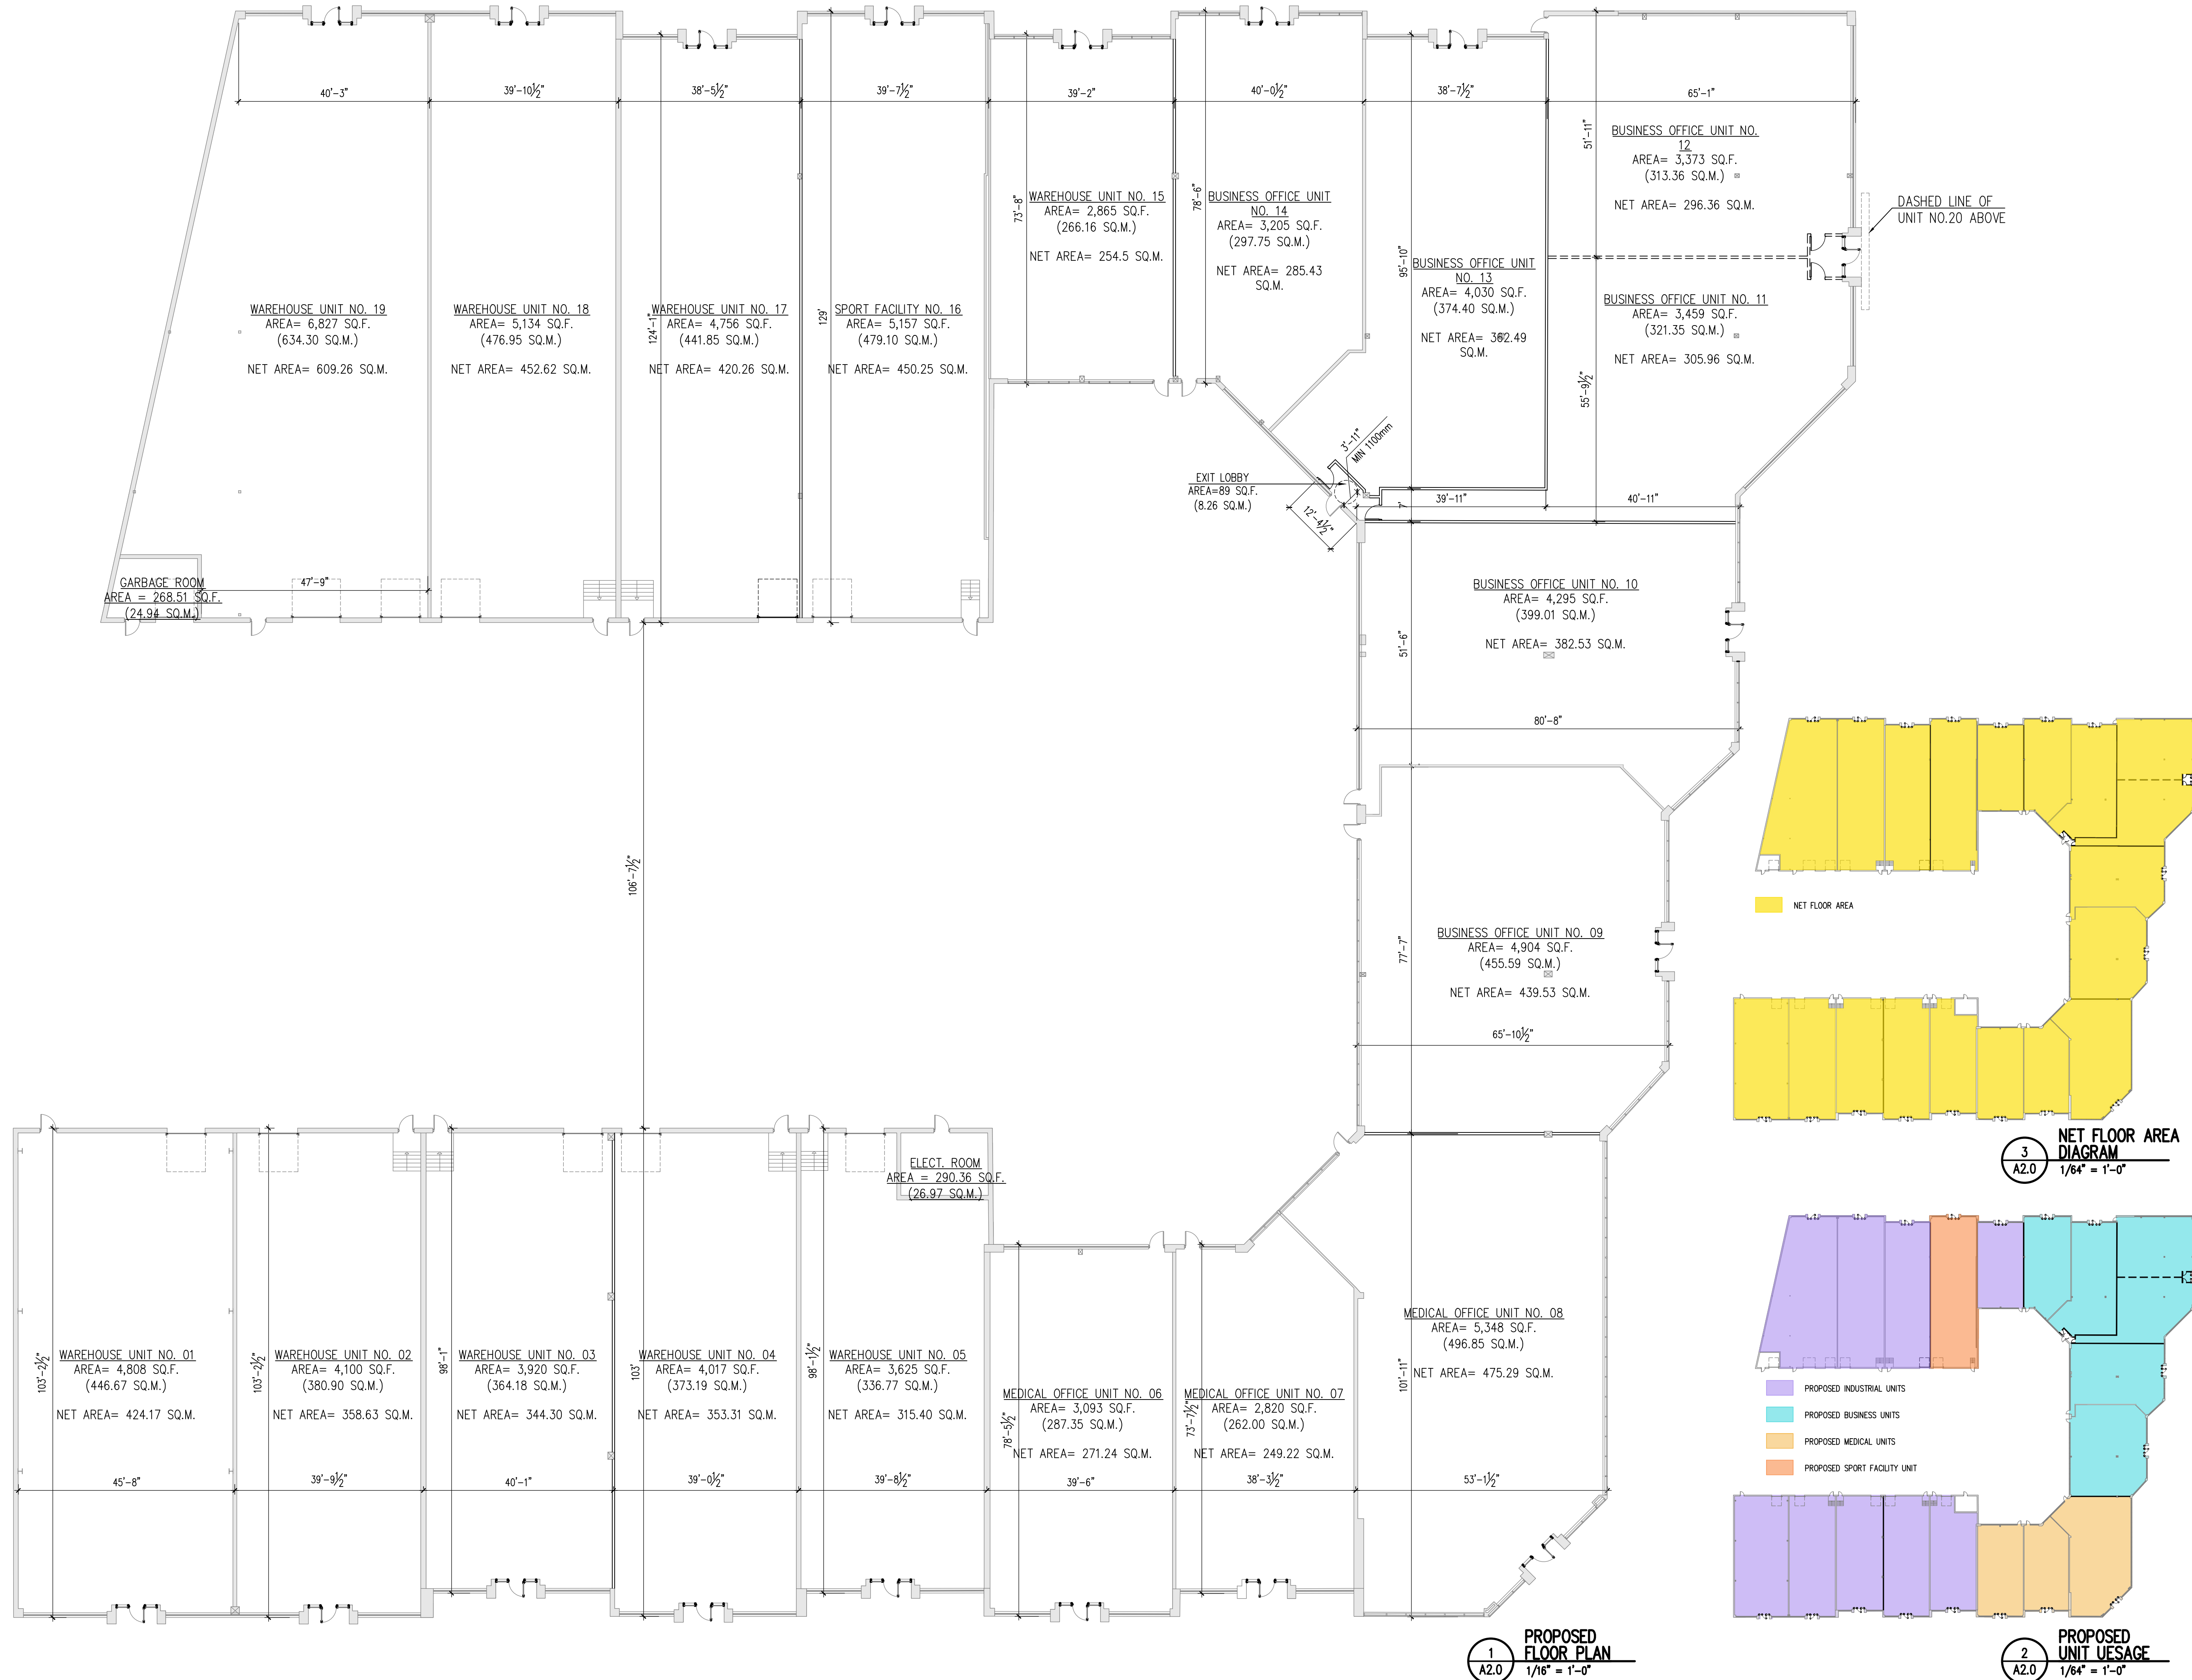 40'-3"
39'-10½"
38'-5½"
39'-7½"
39'-2"
40'-0½"
38'-7½"
65'-1"
WAREHOUSE UNIT NO. 19
AREA= 6,827 SQ.F.
(634.30 SQ.M.)
NET AREA= 609.26 SQ.M.
WAREHOUSE UNIT NO. 18
AREA= 5,134 SQ.F.
(476.95 SQ.M.)
NET AREA= 452.62 SQ.M.
124'-1"
WAREHOUSE UNIT NO. 17
AREA= 4,756 SQ.F.
(441.85 SQ.M.)
NET AREA= 420.26 SQ.M.
129'
SPORT FACILITY NO. 16
AREA= 5,157 SQ.F.
(479.10 SQ.M.)
NET AREA= 450.25 SQ.M.
73'-8"
WAREHOUSE UNIT NO. 15
AREA= 2,865 SQ.F.
(266.16 SQ.M.)
NET AREA= 254.5 SQ.M.
78'-6"
BUSINESS OFFICE UNIT
NO. 14
AREA= 3,205 SQ.F.
(297.75 SQ.M.)
NET AREA= 285.43
SQ.M.
95'-10"
BUSINESS OFFICE UNIT
NO. 13
AREA= 4,030 SQ.F.
(374.40 SQ.M.)
NET AREA= 362.49
SQ.M.
51'-11"
BUSINESS OFFICE UNIT NO.
12
AREA= 3,373 SQ.F.
(313.36 SQ.M.)
NET AREA= 296.36 SQ.M.
DASHED LINE OF
UNIT NO.20 ABOVE
BUSINESS OFFICE UNIT NO. 11
AREA= 3,459 SQ.F.
(321.35 SQ.M.)
NET AREA= 305.96 SQ.M.
55'-9½"
3'-11"
MIN 1100mm
EXIT LOBBY
AREA=89 SQ.F.
(8.26 SQ.M.)
12'-4½"
7'
39'-11"
40'-11"
GARBAGE ROOM
AREA = 268.51 SQ.F.
(24.94 SQ.M.)
47'-9"
BUSINESS OFFICE UNIT NO. 10
AREA= 4,295 SQ.F.
(399.01 SQ.M.)
NET AREA= 382.53 SQ.M.
51'-6"
80'-8"
106'-7½"
BUSINESS OFFICE UNIT NO. 09
AREA= 4,904 SQ.F.
(455.59 SQ.M.)
NET AREA= 439.53 SQ.M.
77'-7"
65'-10½"
NET FLOOR AREA
3
A2.0
NET FLOOR AREA
DIAGRAM
1/64" = 1'-0"
ELECT. ROOM
AREA = 290.36 SQ.F.
(26.97 SQ.M.)
103'-2½"
WAREHOUSE UNIT NO. 01
AREA= 4,808 SQ.F.
(446.67 SQ.M.)
NET AREA= 424.17 SQ.M.
103'-2½"
WAREHOUSE UNIT NO. 02
AREA= 4,100 SQ.F.
(380.90 SQ.M.)
NET AREA= 358.63 SQ.M.
98'-1"
WAREHOUSE UNIT NO. 03
AREA= 3,920 SQ.F.
(364.18 SQ.M.)
NET AREA= 344.30 SQ.M.
103'
WAREHOUSE UNIT NO. 04
AREA= 4,017 SQ.F.
(373.19 SQ.M.)
NET AREA= 353.31 SQ.M.
98'-1½"
WAREHOUSE UNIT NO. 05
AREA= 3,625 SQ.F.
(336.77 SQ.M.)
NET AREA= 315.40 SQ.M.
78'-5½"
MEDICAL OFFICE UNIT NO. 06
AREA= 3,093 SQ.F.
(287.35 SQ.M.)
NET AREA= 271.24 SQ.M.
73'-7½"
MEDICAL OFFICE UNIT NO. 07
AREA= 2,820 SQ.F.
(262.00 SQ.M.)
NET AREA= 249.22 SQ.M.
101'-11"
MEDICAL OFFICE UNIT NO. 08
AREA= 5,348 SQ.F.
(496.85 SQ.M.)
NET AREA= 475.29 SQ.M.
45'-8"
39'-9½"
40'-1"
39'-0½"
39'-8½"
39'-6"
38'-3½"
53'-1½"
PROPOSED INDUSTRIAL UNITS
PROPOSED BUSINESS UNITS
PROPOSED MEDICAL UNITS
PROPOSED SPORT FACILITY UNIT
1
A2.0
PROPOSED
FLOOR PLAN
1/16" = 1'-0"
2
A2.0
PROPOSED
UNIT UESAGE
1/64" = 1'-0"